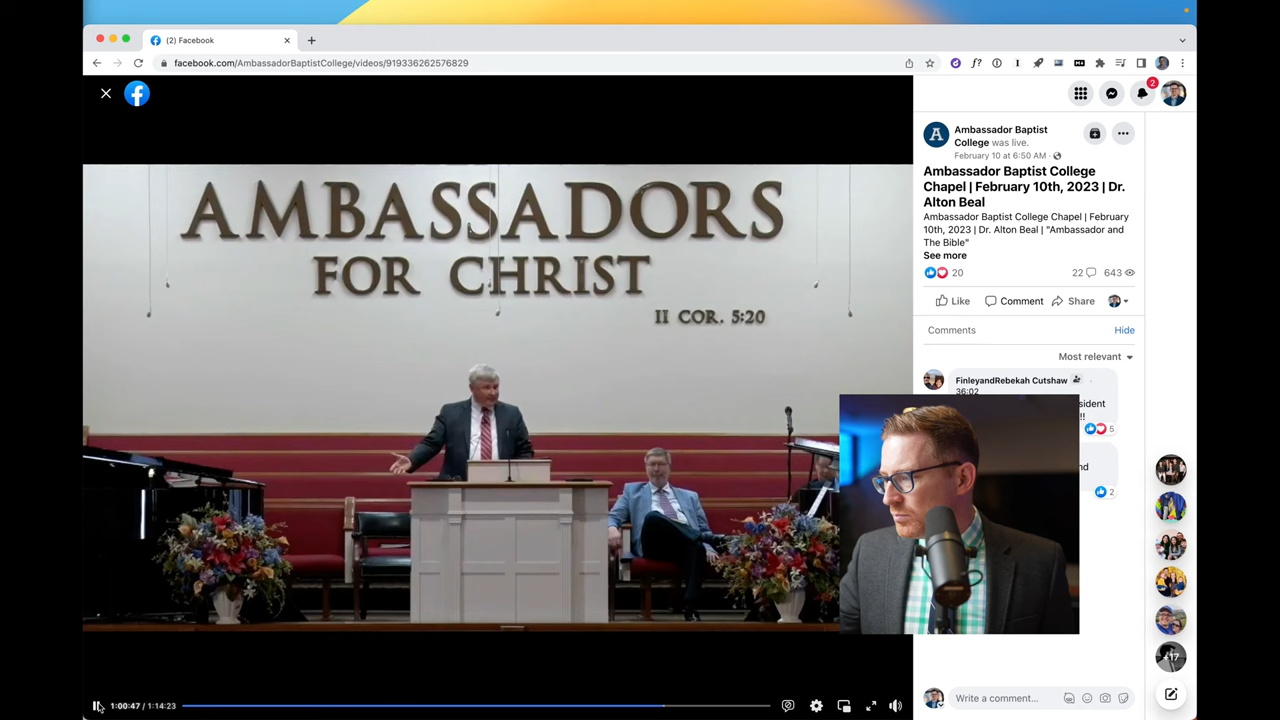 (2) Facebook
facebook.com/AmbassadorBaptistCollege/videos/919336262576829
f?
2
AMBASSADORS
FOR CHRIST
II COR. 5:20
A
Ambassador Baptist
College was live.
February 10 at 6:50 AM ·
Ambassador Baptist College
Chapel | February 10th, 2023 | Dr.
Alton Beal
Ambassador Baptist College Chapel | February
10th, 2023 | Dr. Alton Beal | "Ambassador and
The Bible"
See more
20
22
643
Like
Comment
Share
Comments
Hide
Most relevant
FinleyandRebekah Cutshaw ·
36:02
!!
5
2
+17
1:00:47 / 1:14:23
Write a comment...